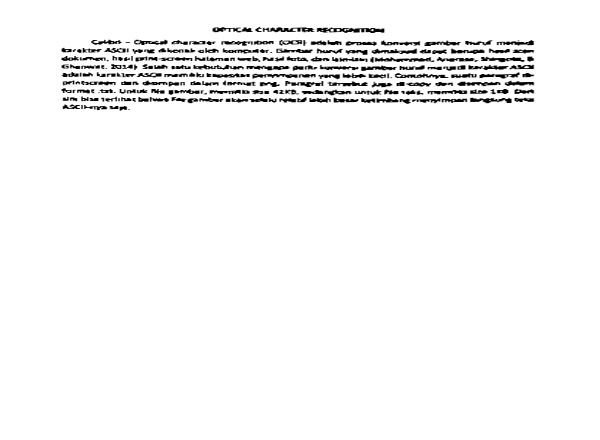 OPTICAL CHARACTER RECOGNITION
Calibri – Optical character recognition (OCR) adalah proses konversi gambar huruf menjadi
karakter ASCII yang dikenali oleh komputer. Gambar huruf yang dimaksud dapat berupa hasil scan
dokumen, hasil print-screen halaman web, hasil foto, dan lain-lain (Mohammad, Anarase, Shingote, &
Ghanwat, 2014). Salah satu kebutuhan mengapa perlu konversi gambar huruf menjadi karakter ASCII
adalah karakter ASCII memiliki kapasitas penyimpanan yang lebih kecil. Contohnya, suatu paragraf di-
printscreen dan disimpan dalam format png. Paragraf tersebut juga di-copy dan disimpan dalam
format .txt. Untuk file gambar, memiliki size 42KB, sedangkan untuk file teks, memiliki size 1KB. Dari
sini bisa terlihat bahwa file gambar akan selalu relatif lebih besar ketimbang menyimpan langsung teks
ASCII-nya saja.